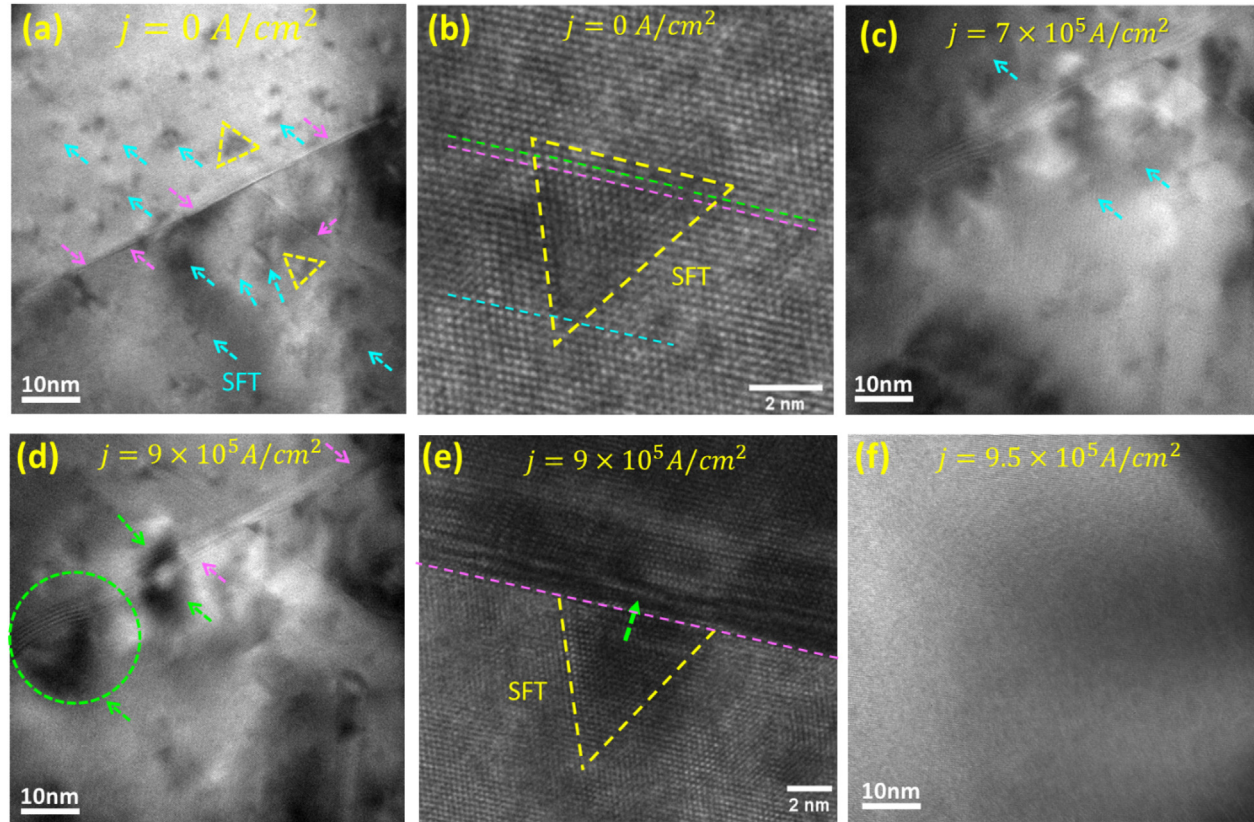 (a) j = 0 A/cm²
SFT
10nm
(b) j = 0 A/cm²
SFT
2 nm
(c) j = 7 × 10⁵A/cm²
10nm
(d) j = 9 × 10⁵A/cm²
10nm
(e) j = 9 × 10⁵A/cm²
SFT
2 nm
(f) j = 9.5 × 10⁵A/cm²
10nm